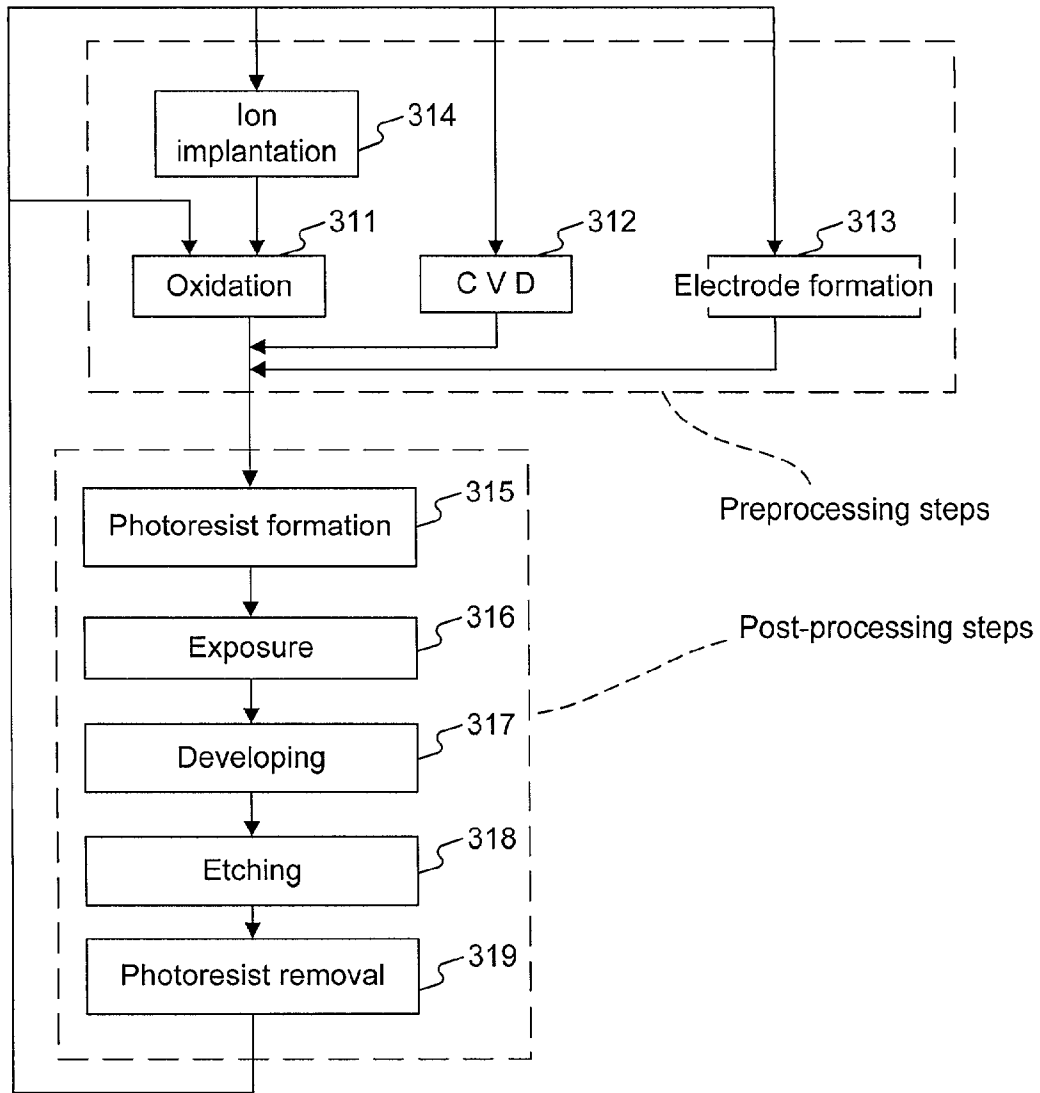 Ion
implantation
314
311
312
313
Oxidation
C V D
Electrode formation
315
Photoresist formation
Preprocessing steps
316
Exposure
Post-processing steps
317
Developing
318
Etching
319
Photoresist removal